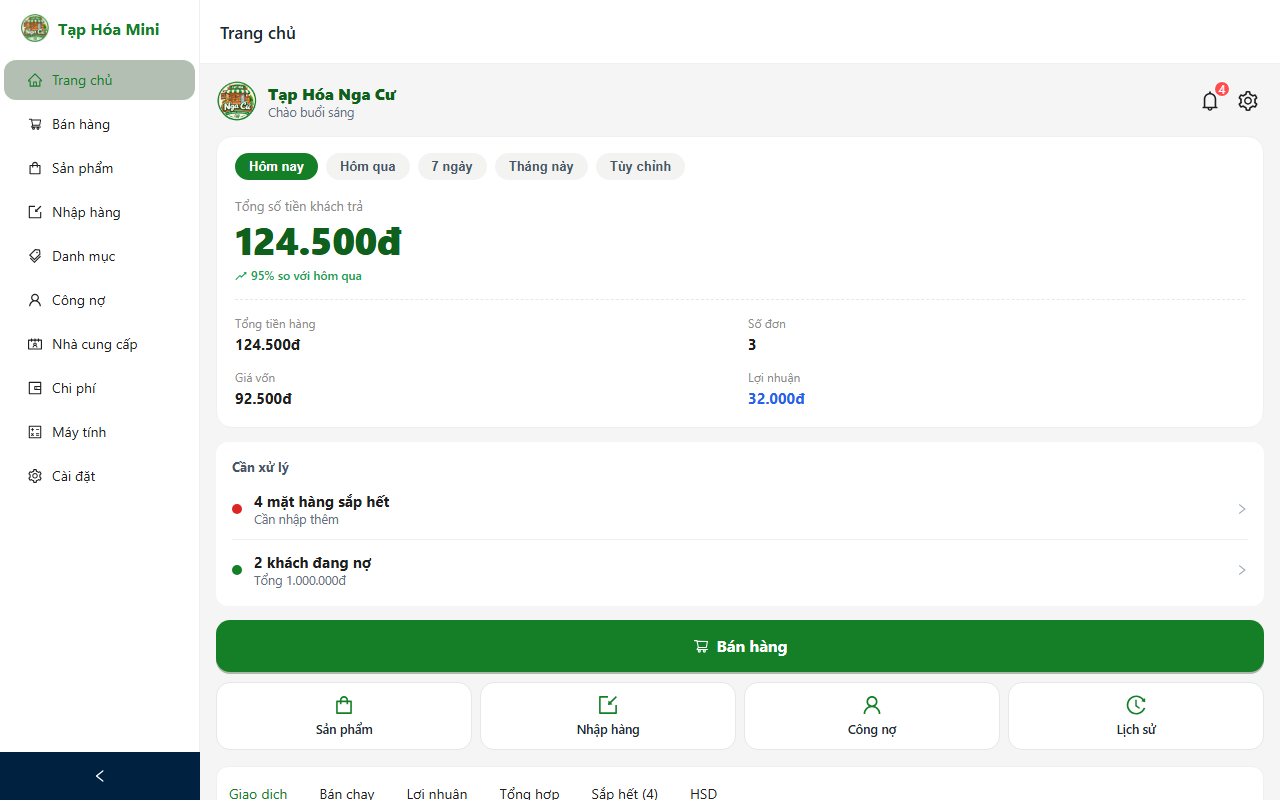 Tạp Hóa Mini
Trang chủ
Trang chủ
Bán hàng
Sản phẩm
Nhập hàng
Danh mục
Công nợ
Nhà cung cấp
Chi phí
Máy tính
Cài đặt
Nga Cư
Tạp Hóa Nga Cư
Chào buổi sáng
4
Hôm nay
Hôm qua
7 ngày
Tháng này
Tùy chỉnh
Tổng số tiền khách trả
124.500đ
95% so với hôm qua
Tổng tiền hàng
124.500đ
Số đơn
3
Giá vốn
92.500đ
Lợi nhuận
32.000đ
Cần xử lý
4 mặt hàng sắp hết
Cần nhập thêm
2 khách đang nợ
Tổng 1.000.000đ
Bán hàng
Sản phẩm
Nhập hàng
Công nợ
Lịch sử
Giao dịch
Bán chạy
Lợi nhuận
Tổng hợp
Sắp hết (4)
HSD